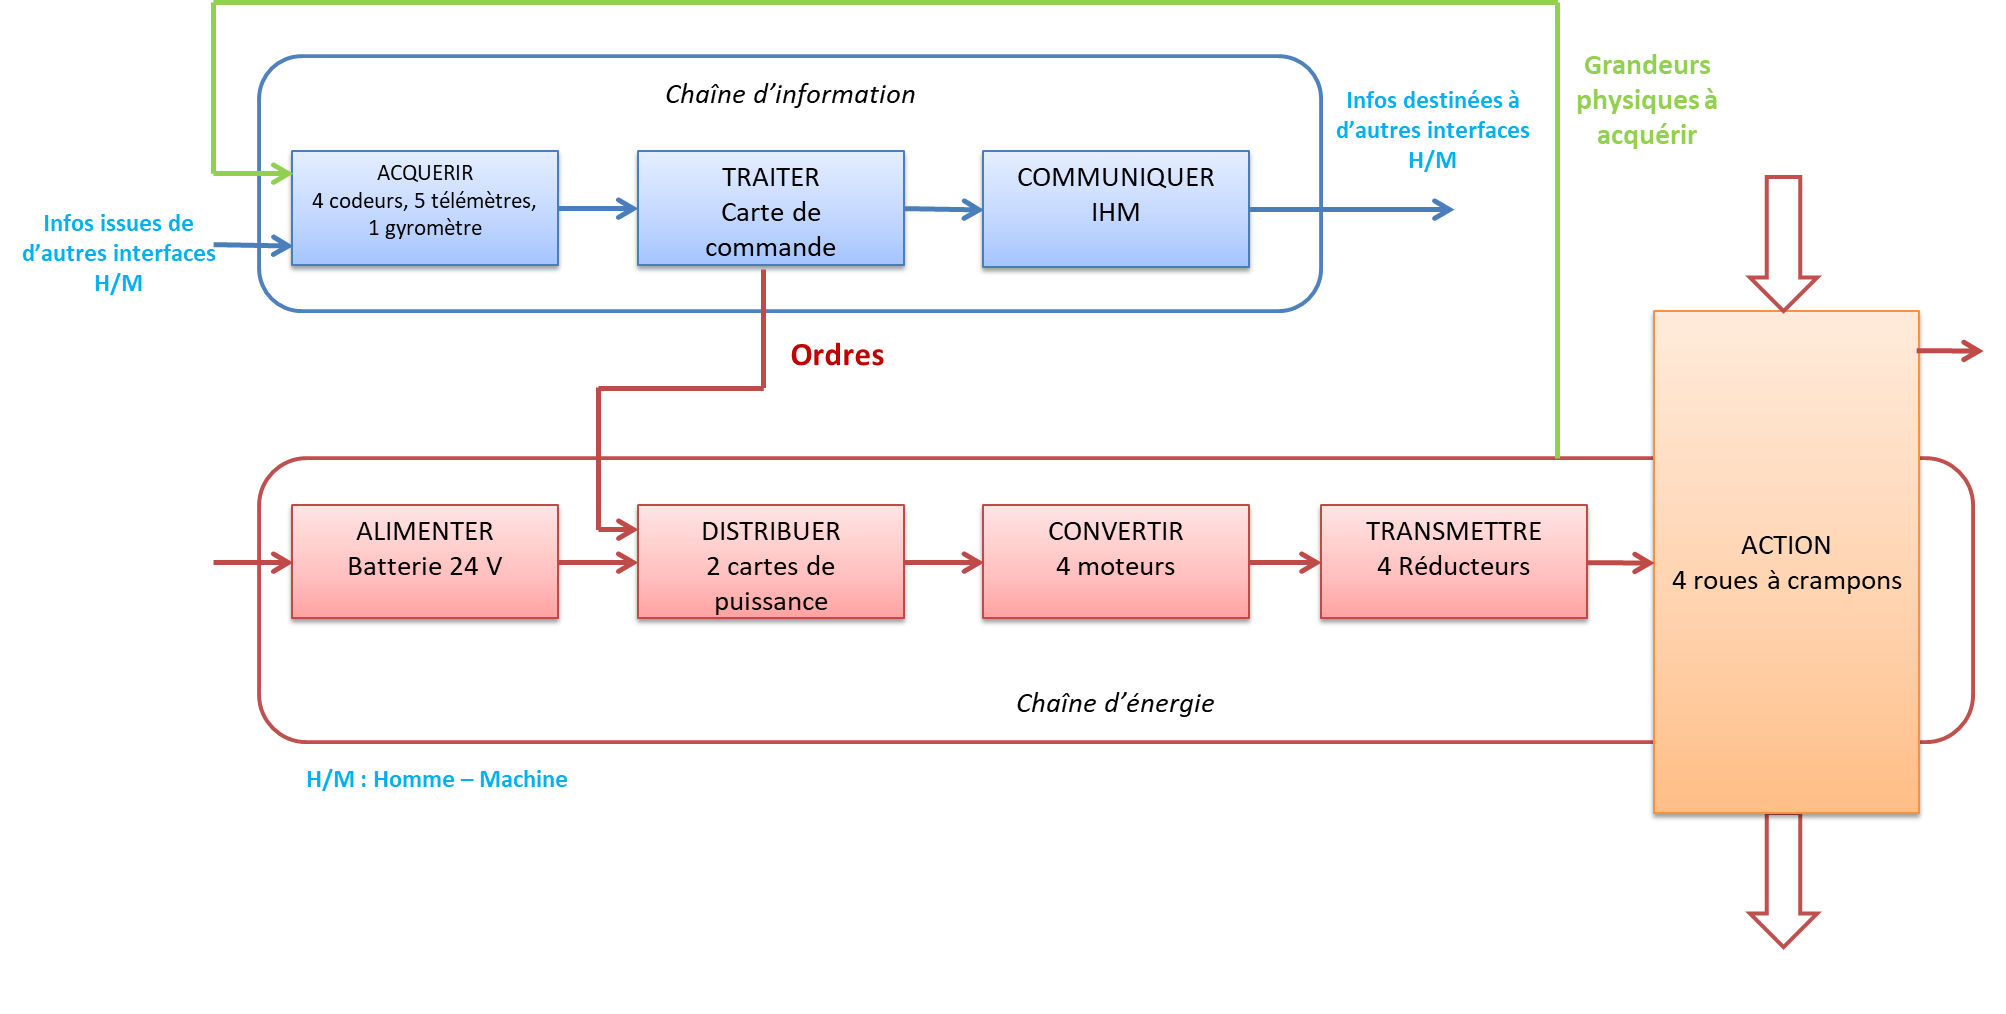 Chaîne d’information
Grandeurs
physiques à
acquérir
Infos destinées à
d’autres interfaces
H/M
ACQUERIR
4 codeurs, 5 télémètres,
1 gyromètre
TRAITER
Carte de
commande
COMMUNIQUER
IHM
Infos issues de
d’autres interfaces
H/M
Ordres
ALIMENTER
Batterie 24 V
DISTRIBUER
2 cartes de
puissance
CONVERTIR
4 moteurs
TRANSMETTRE
4 Réducteurs
ACTION
4 roues à crampons
Chaîne d’énergie
H/M : Homme – Machine